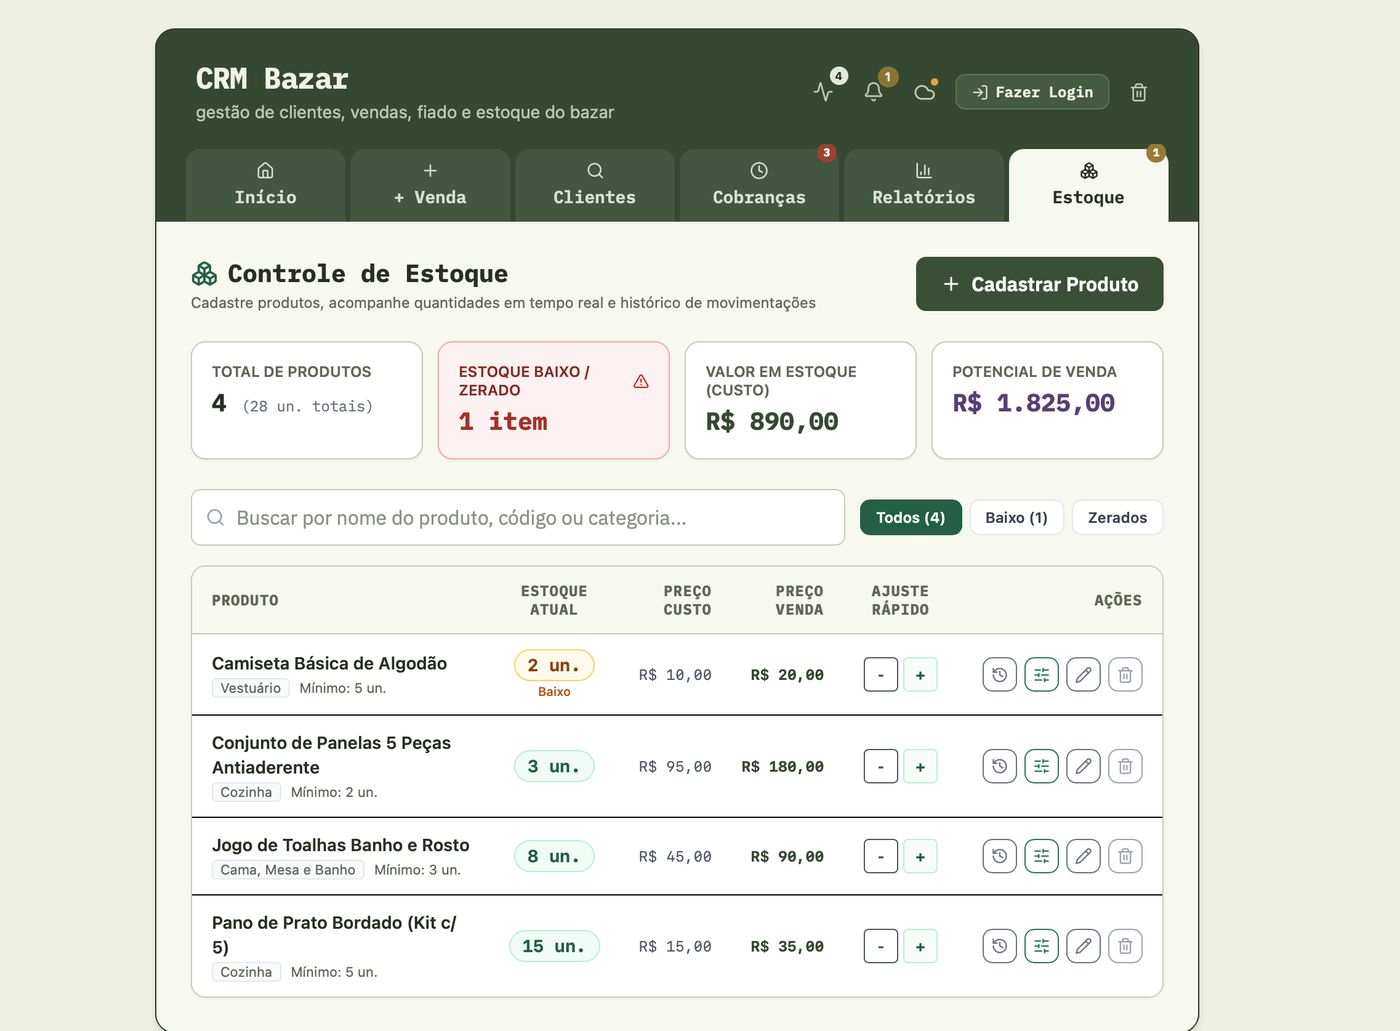 CRM Bazar
gestão de clientes, vendas, fiado e estoque do bazar
4
1
Fazer Login
Início
+ Venda
Clientes
3
Cobranças
Relatórios
1
Estoque
Controle de Estoque
Cadastre produtos, acompanhe quantidades em tempo real e histórico de movimentações
Cadastrar Produto
TOTAL DE PRODUTOS
4 (28 un. totais)
ESTOQUE BAIXO /
ZERADO
1 item
VALOR EM ESTOQUE
(CUSTO)
R$ 890,00
POTENCIAL DE VENDA
R$ 1.825,00
Buscar por nome do produto, código ou categoria...
Todos (4)
Baixo (1)
Zerados
PRODUTO
ESTOQUE
ATUAL
PREÇO
CUSTO
PREÇO
VENDA
AJUSTE
RÁPIDO
AÇÕES
Camiseta Básica de Algodão
Vestuário Mínimo: 5 un.
2 un.
Baixo
R$ 10,00
R$ 20,00
- +
Conjunto de Panelas 5 Peças
Antiaderente
Cozinha Mínimo: 2 un.
3 un.
R$ 95,00
R$ 180,00
- +
Jogo de Toalhas Banho e Rosto
Cama, Mesa e Banho Mínimo: 3 un.
8 un.
R$ 45,00
R$ 90,00
- +
Pano de Prato Bordado (Kit c/
5)
Cozinha Mínimo: 5 un.
15 un.
R$ 15,00
R$ 35,00
- +